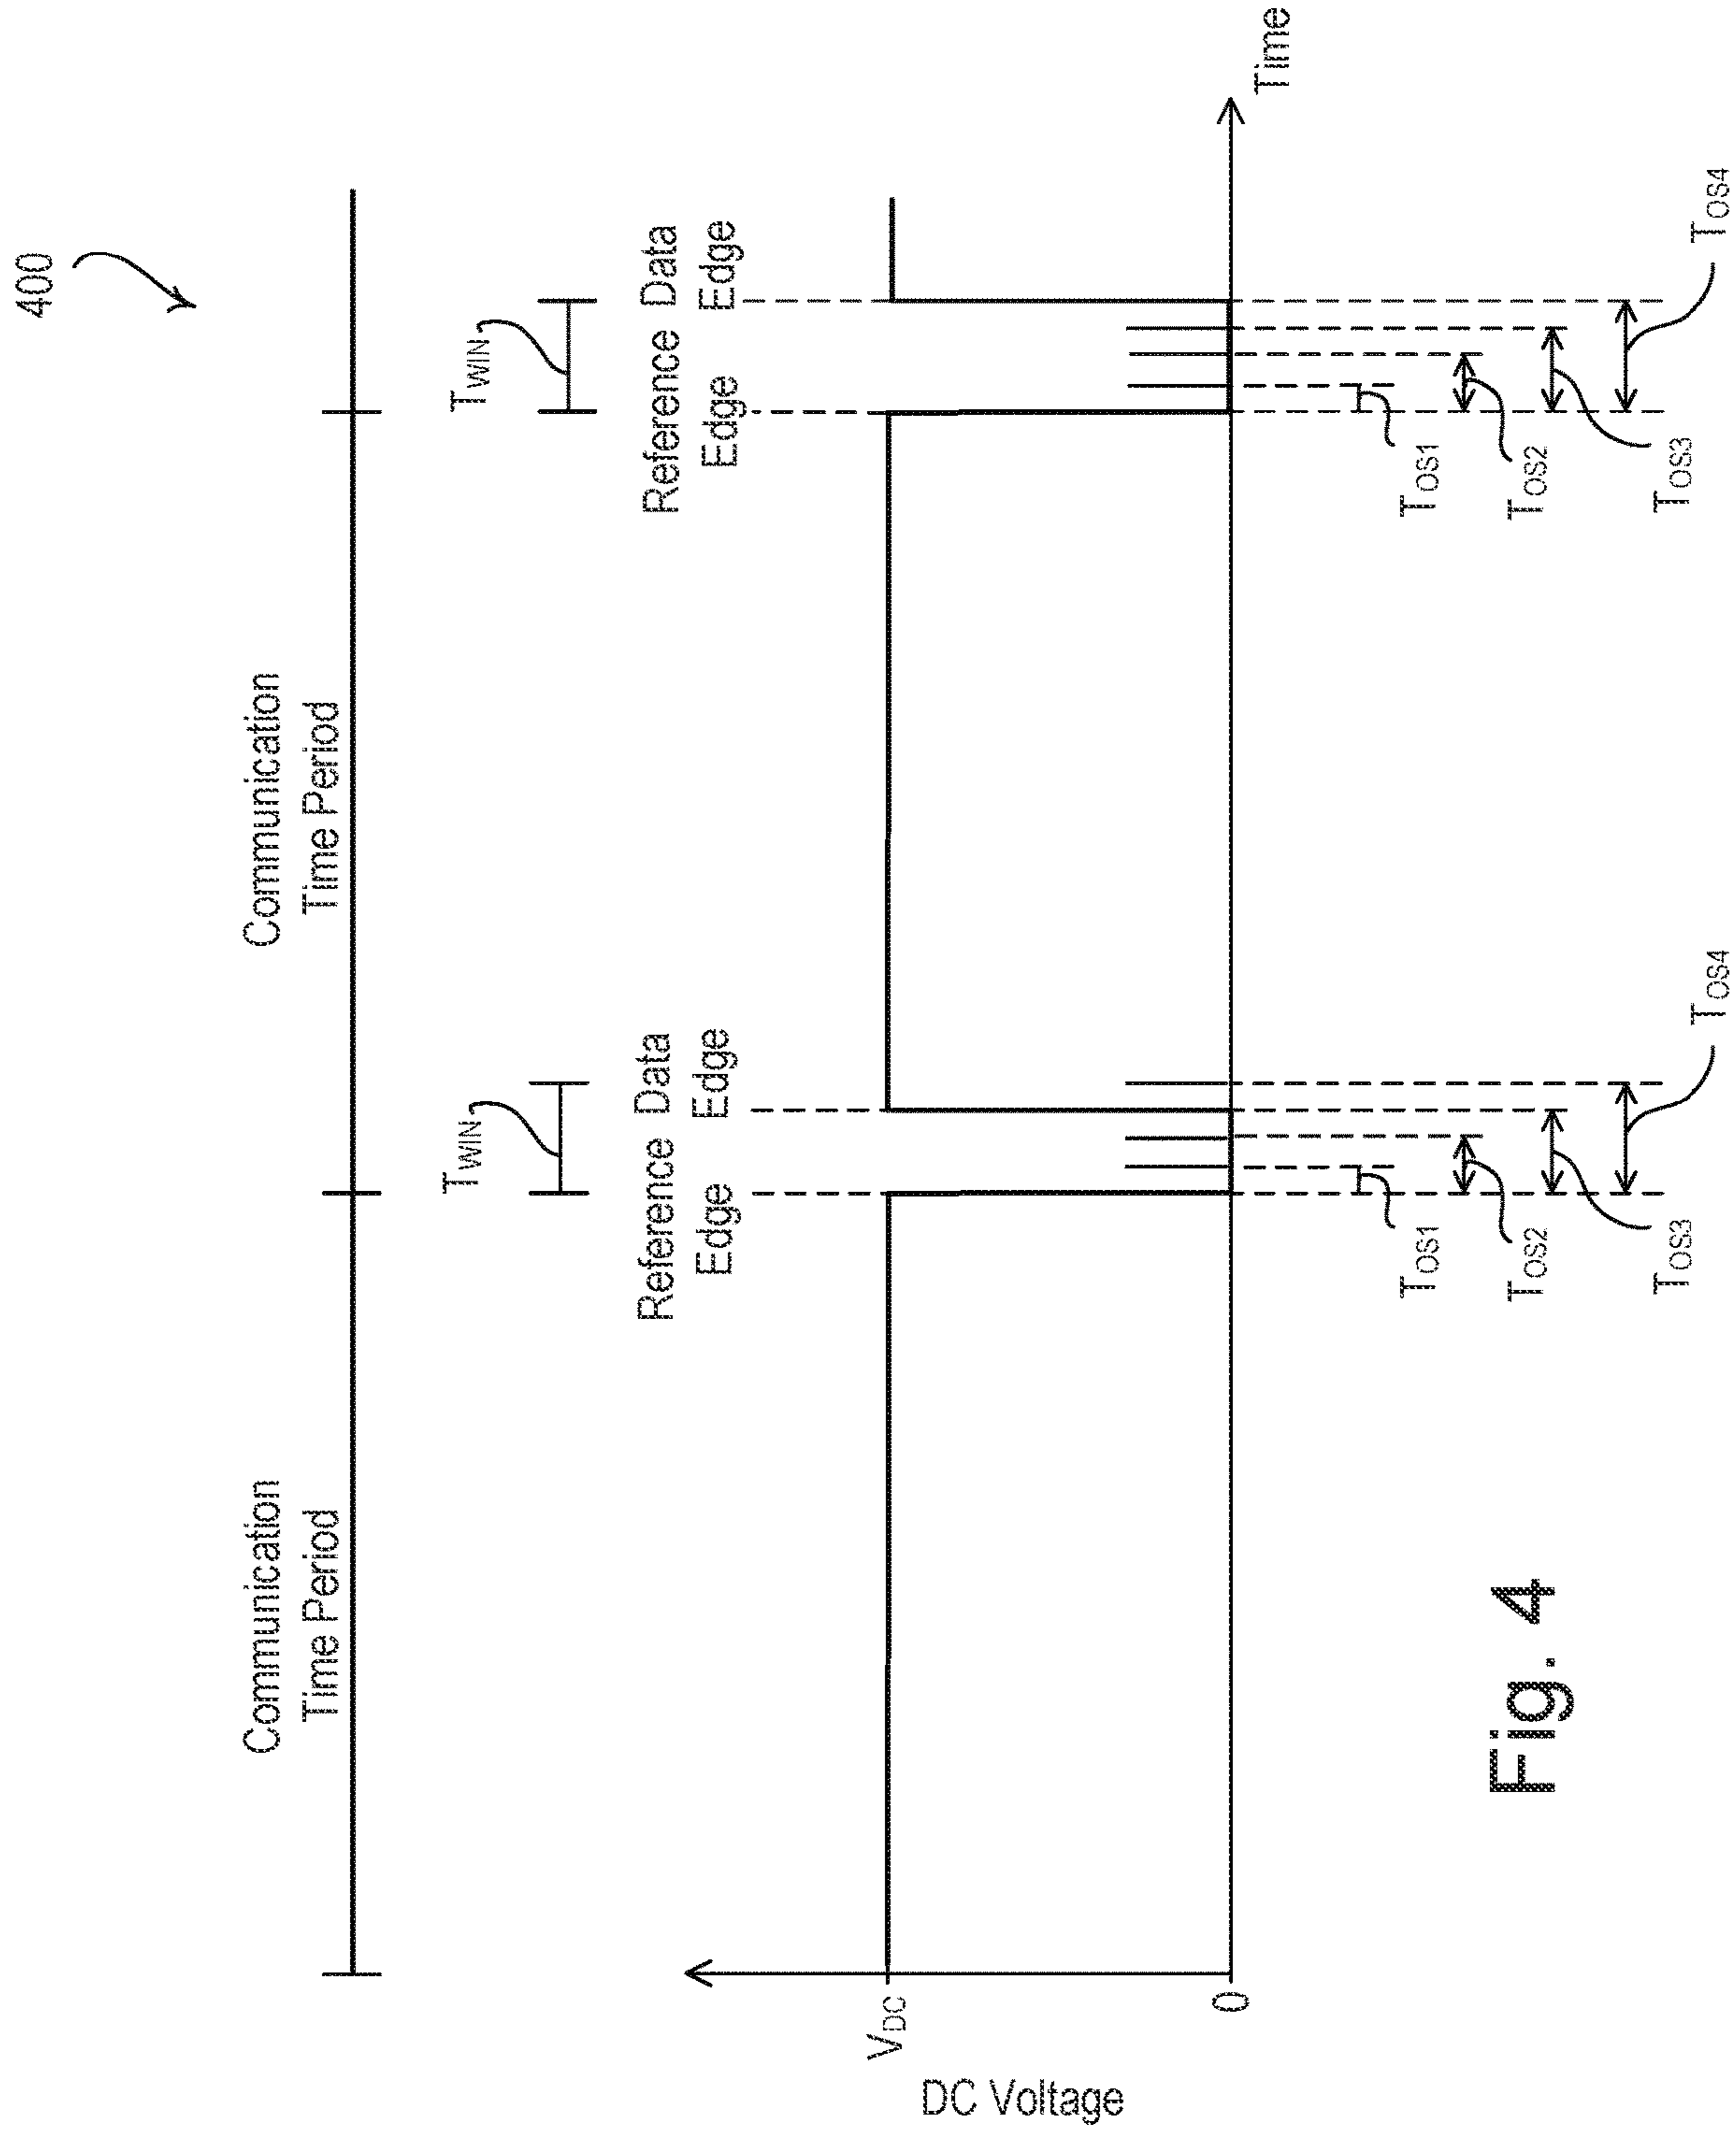 400
Communication
Time Period
Communication
Time Period
TWIN
TWIN
Reference Data
Edge Edge
Reference Data
Edge Edge
VDC
DC Voltage
0
Time
TOS1
TOS2
TOS3
TOS4
TOS1
TOS2
TOS3
TOS4
Fig. 4